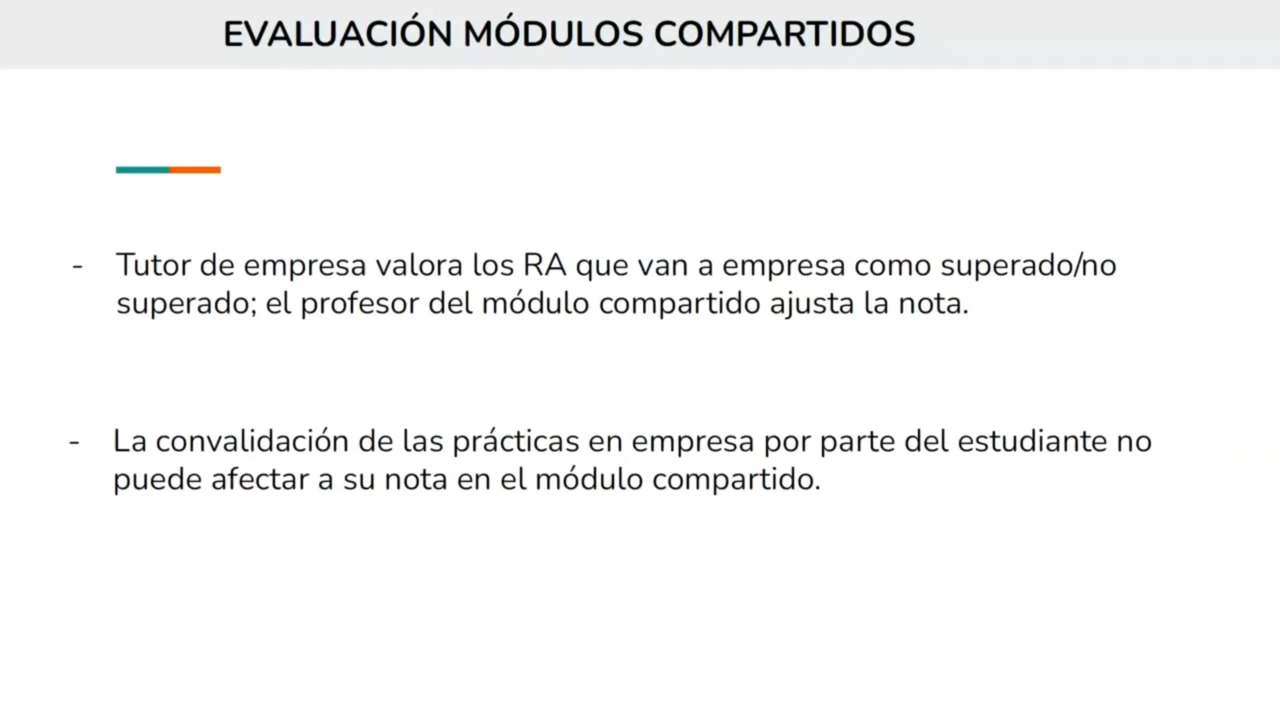 EVALUACIÓN MÓDULOS COMPARTIDOS
- Tutor de empresa valora los RA que van a empresa como superado/no
superado; el profesor del módulo compartido ajusta la nota.
- La convalidación de las prácticas en empresa por parte del estudiante no
puede afectar a su nota en el módulo compartido.